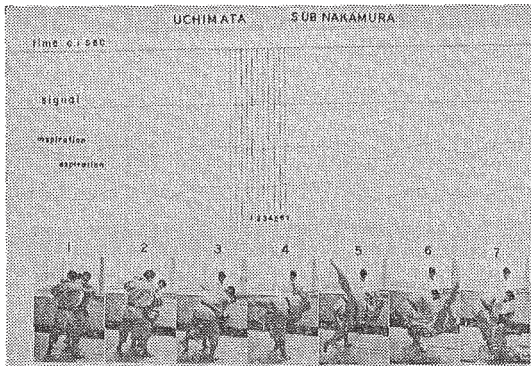 UCHIMATA SUB NAKAMURA
time 0.1 sec
signal
inspiration
expiration
1 2 3 4 5 6 7
1 2 3 4 5 6 7